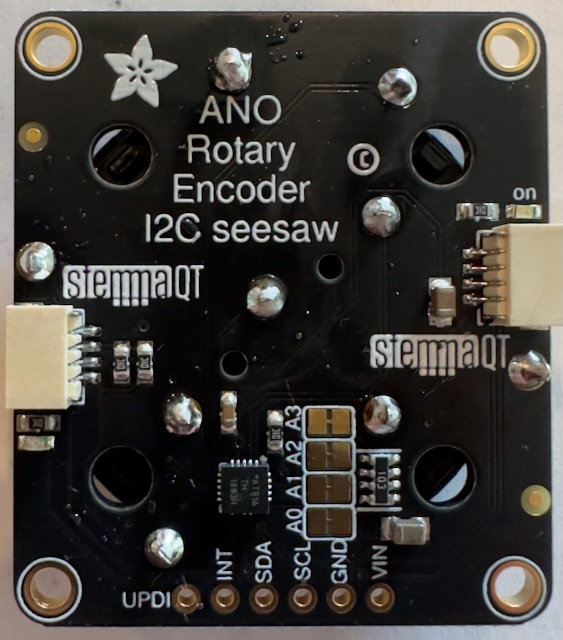 ANO
Rotary
Encoder
I2C seesaw
©
on
stemmaQT
stemmaQT
A3
A2
A1
A0
103
UPDI
INT
SDA
SCL
GND
VIN